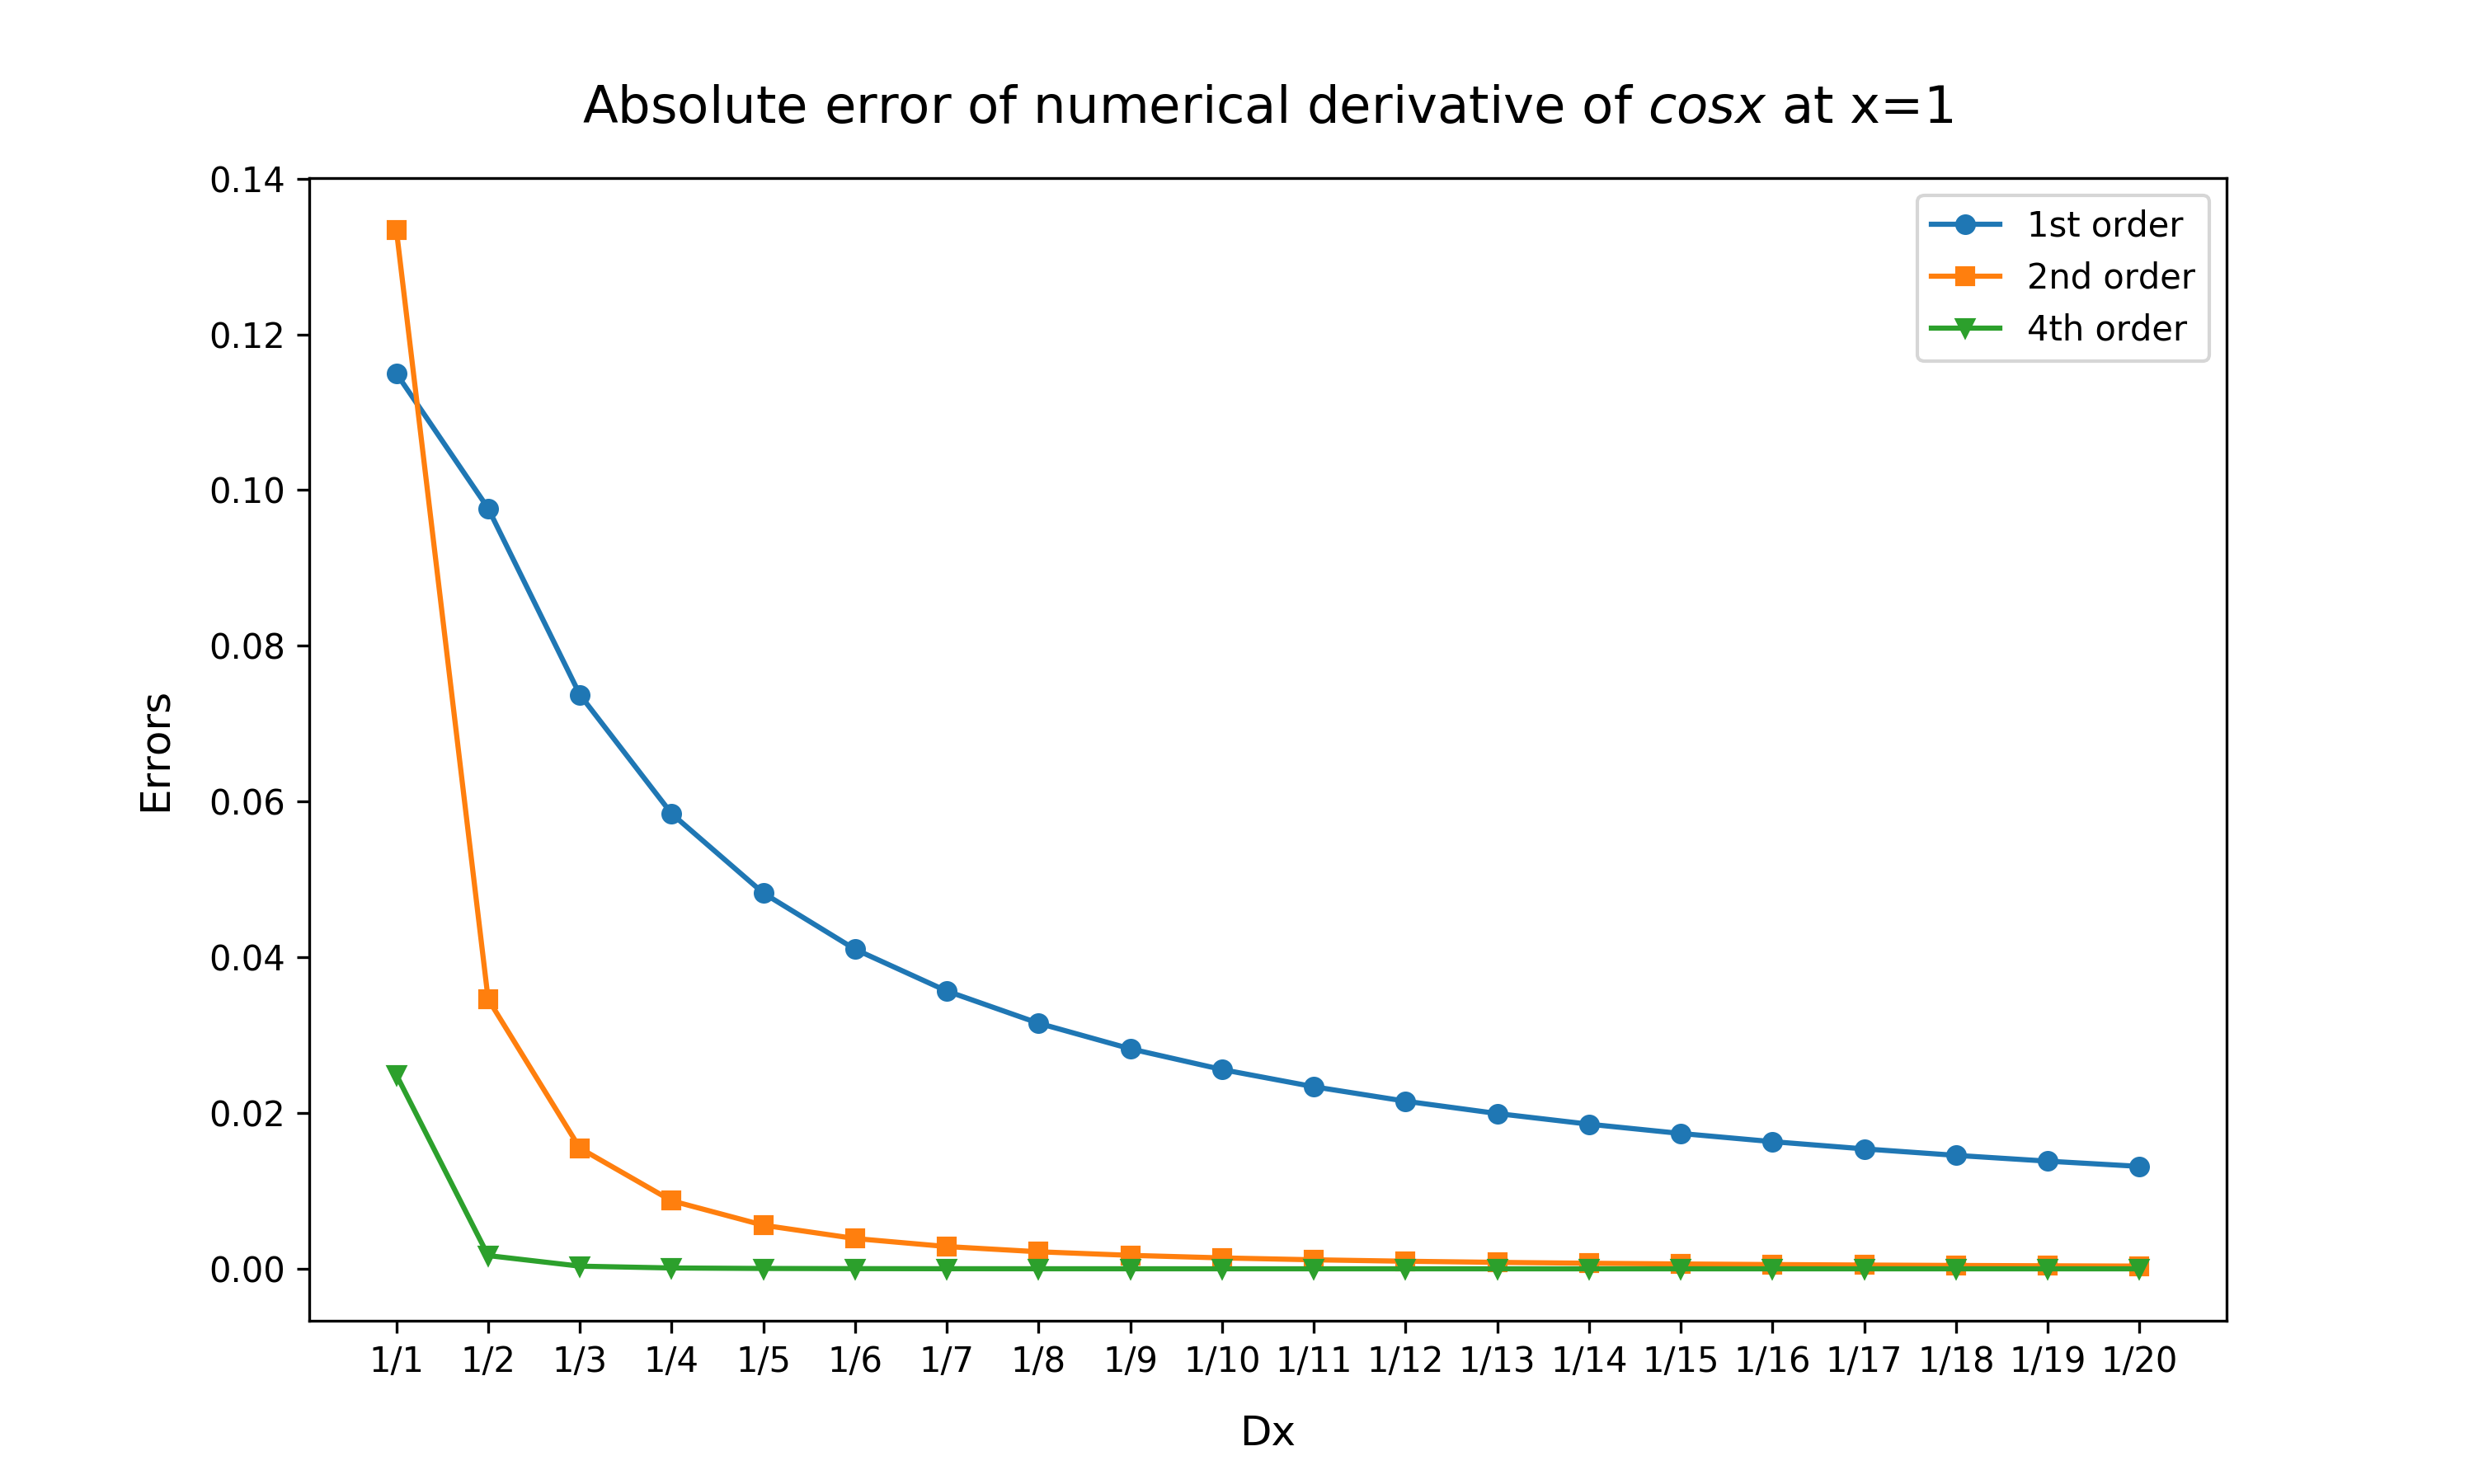 Absolute error of numerical derivative of cosx at x=1
0.14
0.12
0.10
0.08
0.06
0.04
0.02
0.00
Errors
1st order
2nd order
4th order
1/1 1/2 1/3 1/4 1/5 1/6 1/7 1/8 1/9 1/10 1/11 1/12 1/13 1/14 1/15 1/16 1/17 1/18 1/19 1/20
Dx